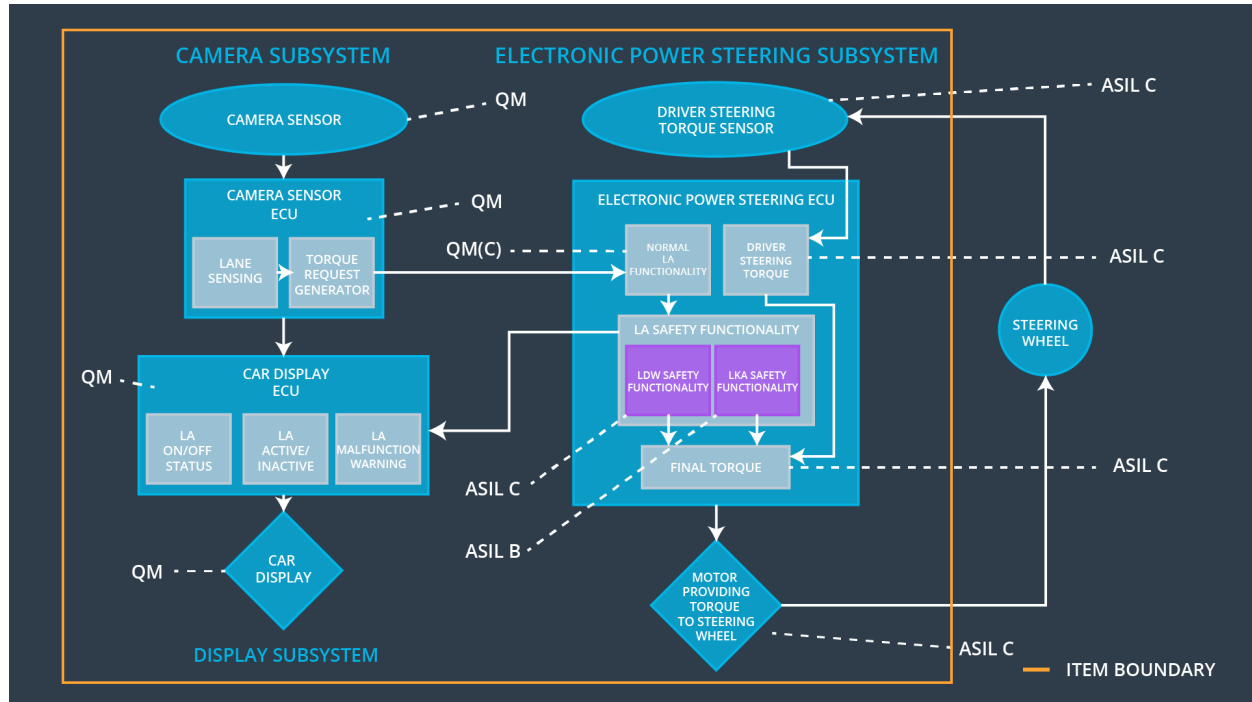 CAMERA SUBSYSTEM
ELECTRONIC POWER STEERING SUBSYSTEM
CAMERA SENSOR
QM
DRIVER STEERING
TORQUE SENSOR
ASIL C
CAMERA SENSOR
ECU
QM
ELECTRONIC POWER STEERING ECU
LANE
SENSING
TORQUE
REQUEST
GENERATOR
QM(C)
NORMAL
LA
FUNCTIONALITY
DRIVER
STEERING
TORQUE
ASIL C
STEERING
WHEEL
LA SAFETY FUNCTIONALITY
LDW SAFETY
FUNCTIONALITY
LKA SAFETY
FUNCTIONALITY
QM
CAR DISPLAY
ECU
LA
ON/OFF
STATUS
LA
ACTIVE/
INACTIVE
LA
MALFUNCTION
WARNING
FINAL TORQUE
ASIL C
ASIL C
ASIL B
QM
CAR
DISPLAY
MOTOR
PROVIDING
TORQUE
TO STEERING
WHEEL
ASIL C
DISPLAY SUBSYSTEM
ITEM BOUNDARY